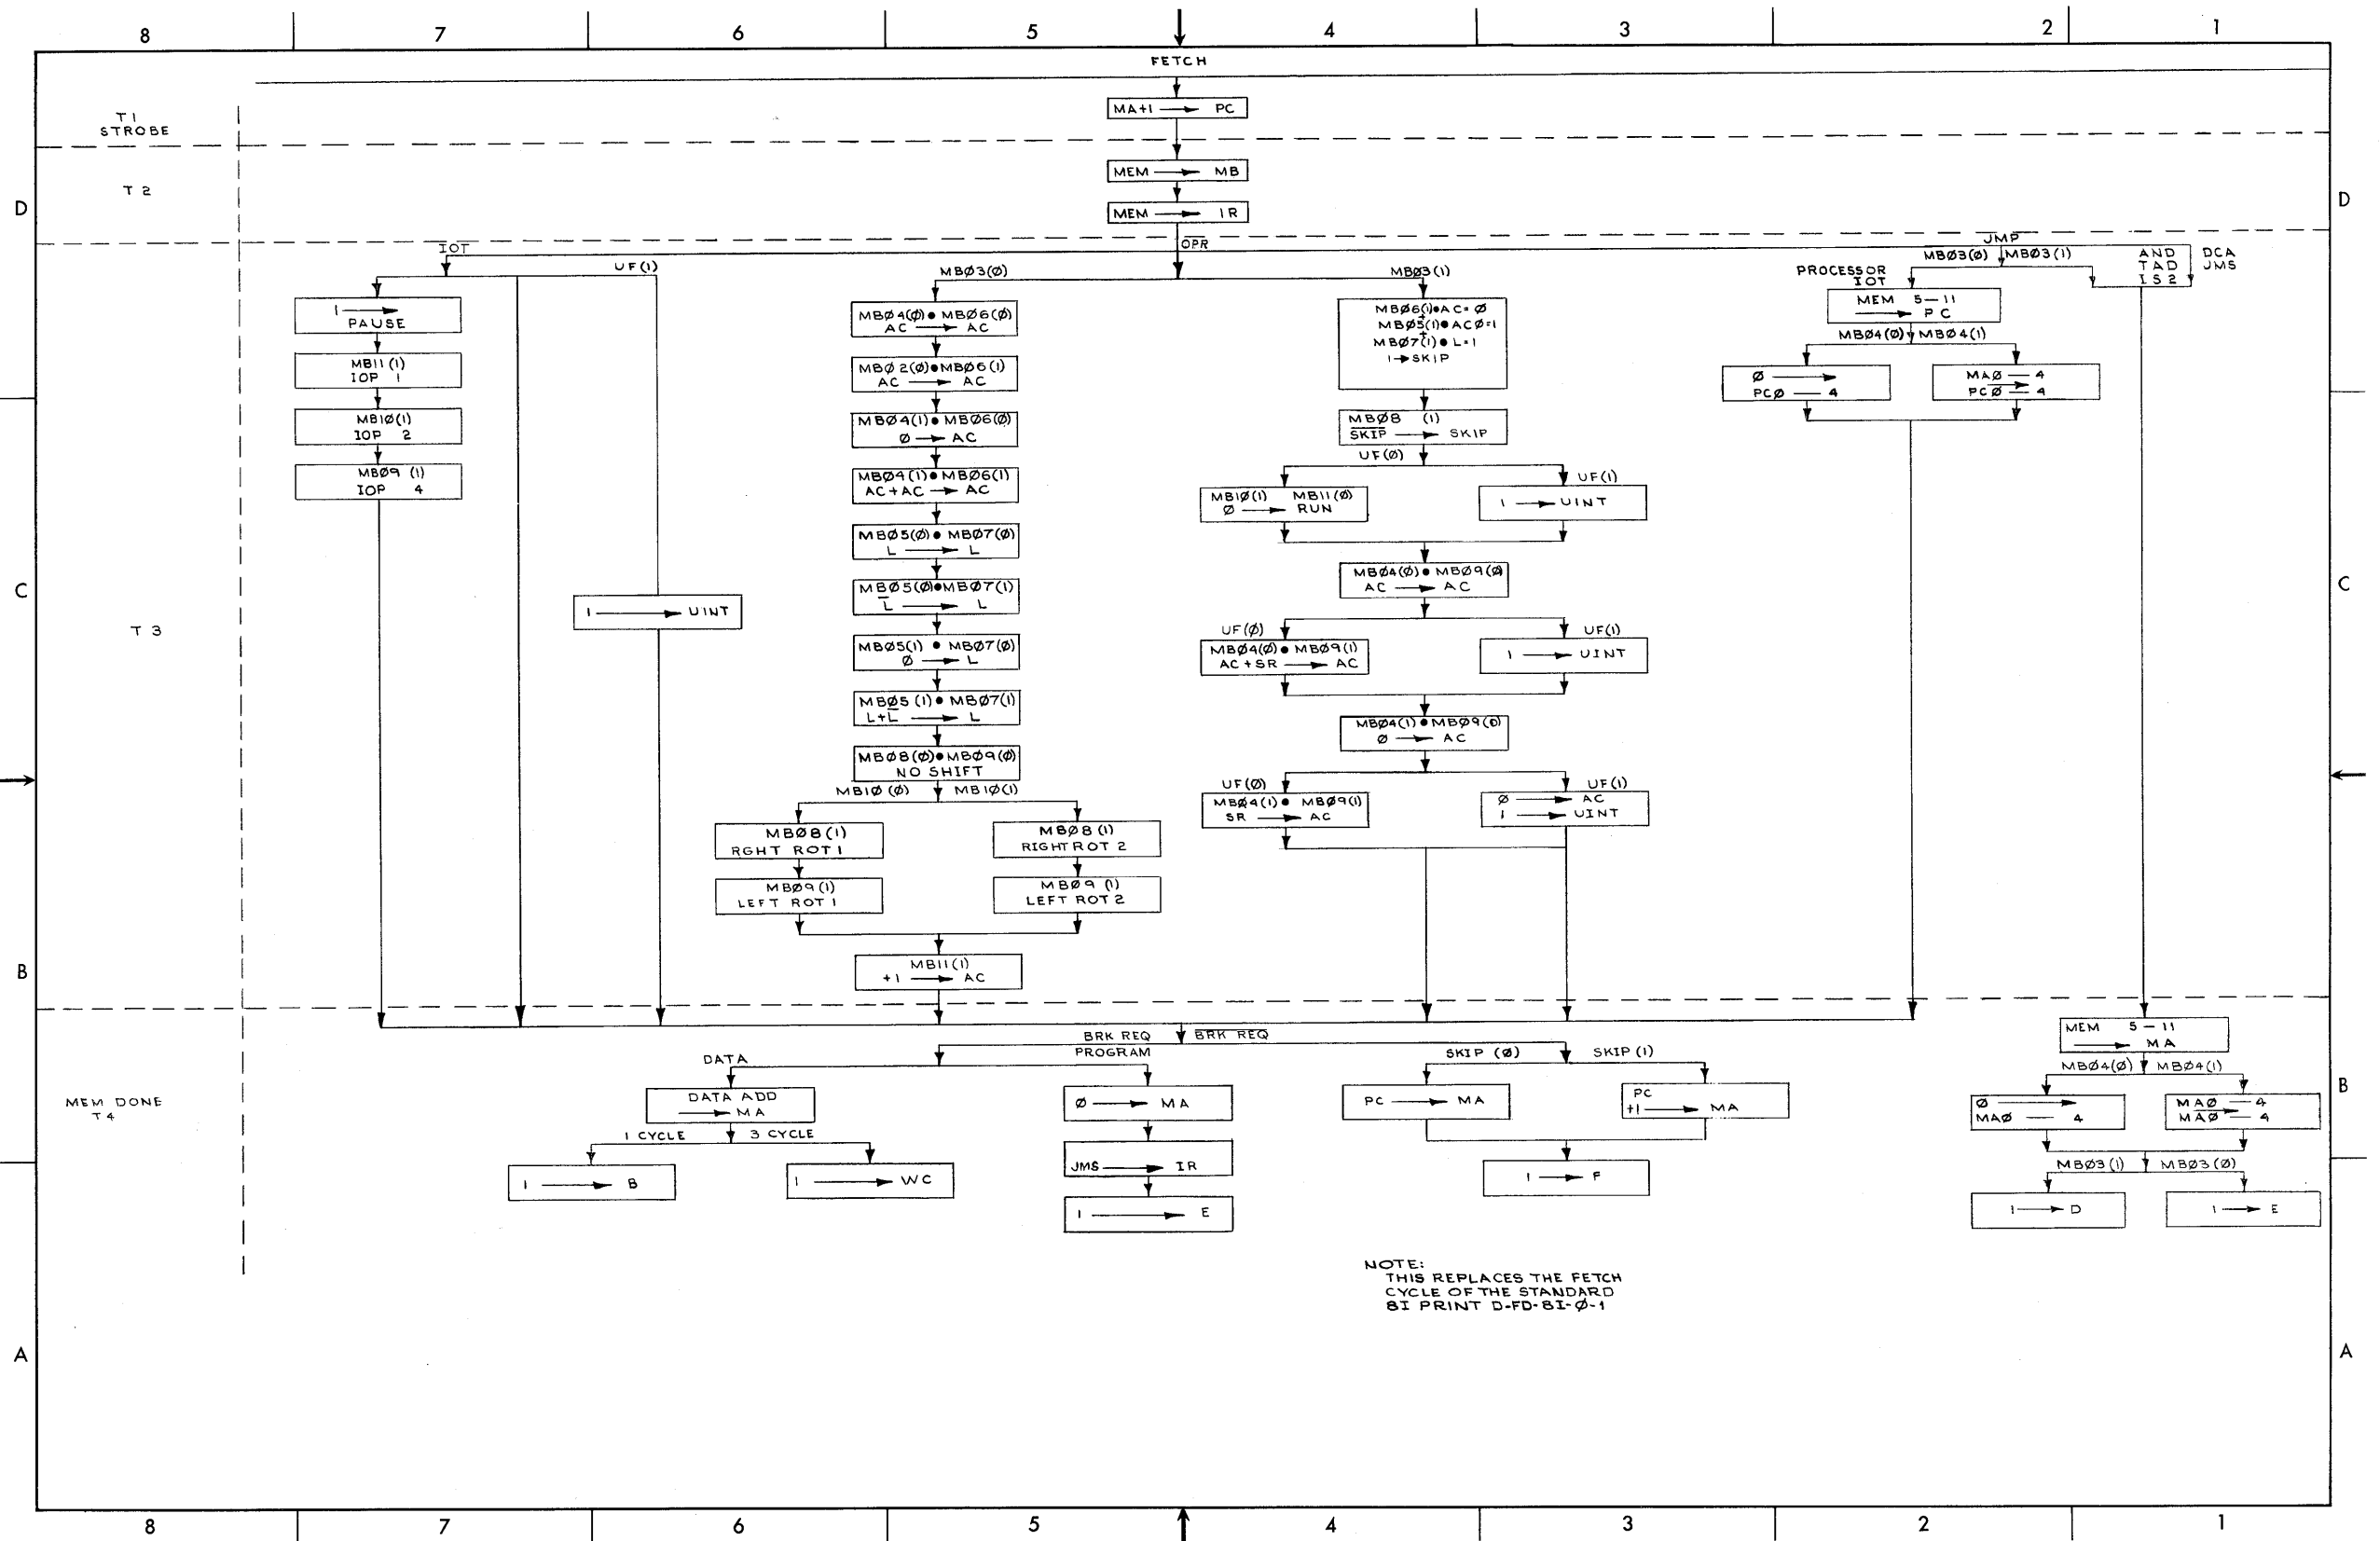 8 7 6 5 4 3 2 1
FETCH
MA+1 → PC
T1
STROBE
MEM → MB
T2
D
D
MEM → IR
IOT
OPR
JMP
UF(1)
MBØ3(Ø)
MBØ3(1)
MBØ3(Ø) MBØ3(1)
AND
TAD
IS2
DCA
JMS
PROCESSOR
IOT
1 →
PAUSE
MB11(1)
IOP 1
MB1Ø(1)
IOP 2
MBØ9 (1)
IOP 4
1 → UINT
MBØ4(Ø)•MBØ6(Ø)
AC → AC
MBØ2(Ø)•MBØ6(1)
AC → AC
MBØ4(1)•MBØ6(Ø)
Ø → AC
MBØ4(1)•MBØ6(1)
AC+AC → AC
MBØ5(Ø)•MBØ7(Ø)
L → L
MBØ5(Ø)•MBØ7(1)
L̅ → L
MBØ5(1) • MBØ7(Ø)
Ø → L
MBØ5(1)•MBØ7(1)
L+L̅ → L
MBØ8(Ø)•MBØ9(Ø)
NO SHIFT
MB1Ø(Ø) MB1Ø(1)
MBØ8(1)
RGHT ROT1
MBØ8(1)
RIGHT ROT 2
MBØ9(1)
LEFT ROT1
MBØ9 (1)
LEFT ROT 2
MB11(1)
+1 → AC
MBØ6(1)•AC=Ø
+
MBØ5(1)•ACØ=1
+
MBØ7(1)•L=1
1→SKIP
MBØ8 (1)
S̅K̅I̅P̅ → SKIP
UF(Ø)
UF(1)
MB1Ø(1) MB11(Ø)
Ø → RUN
1 → UINT
MBØ4(Ø)•MBØ9(Ø)
AC → AC
UF(Ø)
UF(1)
MBØ4(Ø)•MBØ9(1)
AC+SR → AC
1 → UINT
MBØ4(1)•MBØ9(0)
Ø → AC
UF(Ø)
UF(1)
MBØ4(1)• MBØ9(1)
SR → AC
Ø → AC
1 → UINT
MEM 5—11
→ PC
MBØ4(Ø) MBØ4(1)
Ø →
PCØ — 4
MAØ — 4
→
PCØ — 4
C
C
T 3
B
MEM DONE
T4
BRK REQ B̅R̅K̅ ̅R̅E̅Q̅
DATA
PROGRAM
SKIP (Ø)
SKIP(1)
DATA ADD
→ MA
1 CYCLE 3 CYCLE
1 → B
1 → WC
Ø → MA
JMS → IR
1 → E
PC → MA
PC
+1 → MA
1 → F
MEM 5—11
→ MA
MBØ4(Ø) MBØ4(1)
Ø →
MAØ — 4
MAØ — 4
→
MAØ — 4
MBØ3(1) MBØ3(Ø)
1 → D
1 → E
B
NOTE:
THIS REPLACES THE FETCH
CYCLE OF THE STANDARD
8I PRINT D-FD-8I-Ø-1
A
A
8 7 6 5 4 3 2 1